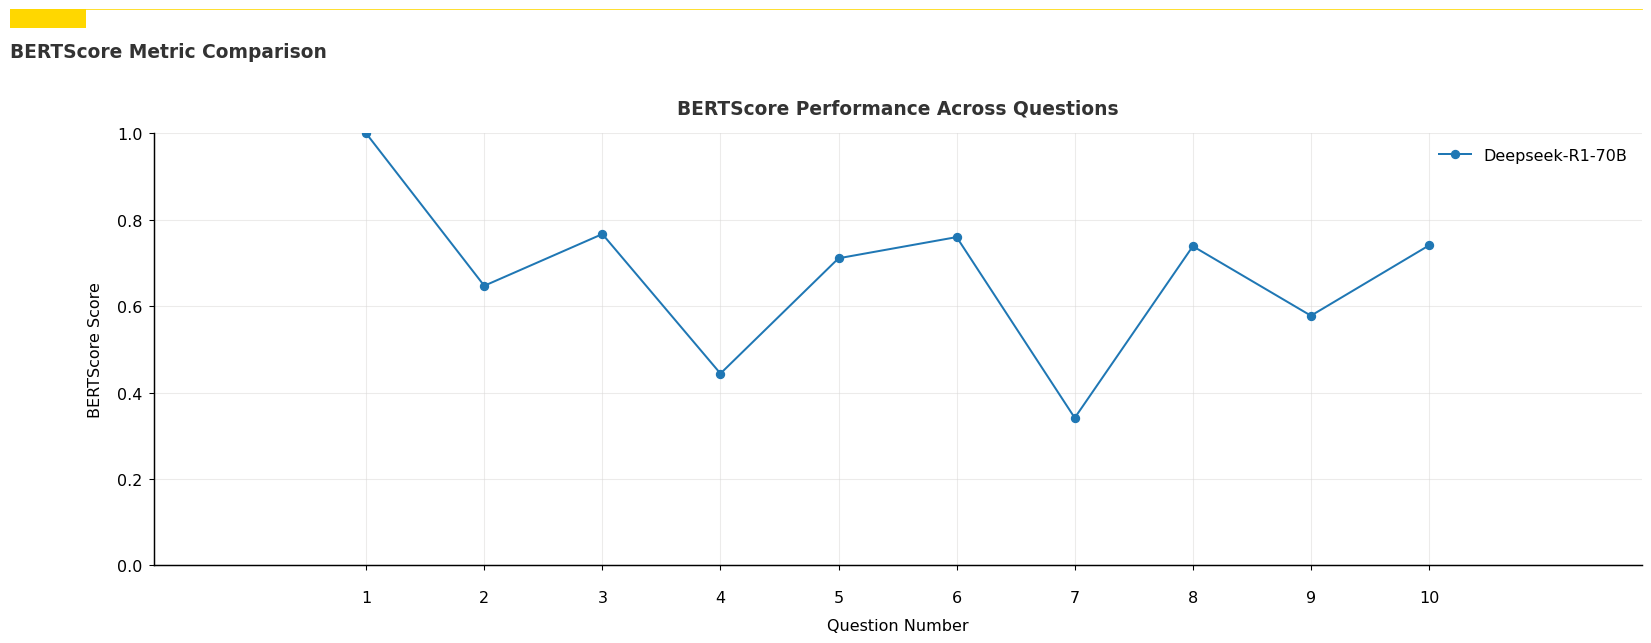 BERTScore Metric Comparison
BERTScore Performance Across Questions
1.0
0.8
0.6
0.4
0.2
0.0
BERTScore Score
Deepseek-R1-70B
1 2 3 4 5 6 7 8 9 10
Question Number